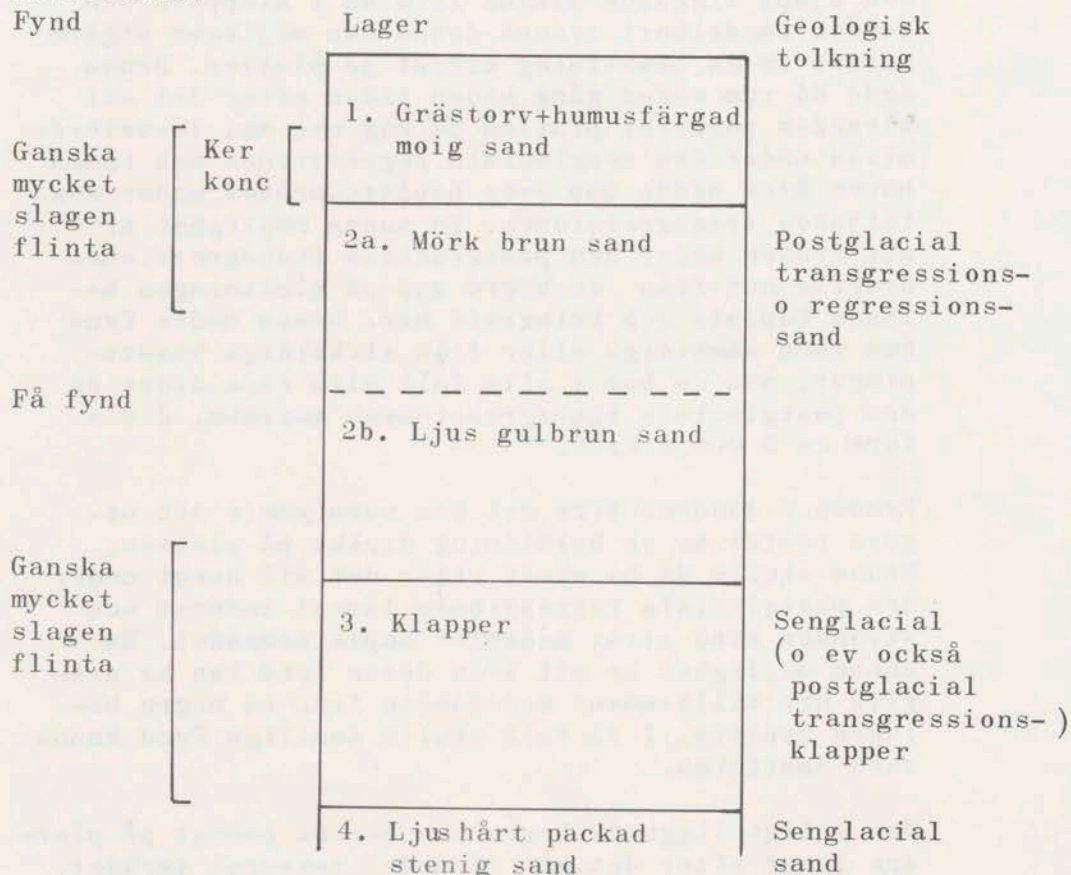 Fynd
Lager
Geologisk
tolkning
1. Grästorv+humusfärgad
moig sand
Ganska
mycket
slagen
flinta
Ker
konc
2a. Mörk brun sand
Postglacial
transgressions-
o regressions-
sand
Få fynd
2b. Ljus gulbrun sand
Ganska
mycket
slagen
flinta
3. Klapper
Senglacial
(o ev också
postglacial
transgressions-)
klapper
4. Ljus hårt packad
stenig sand
Senglacial
sand